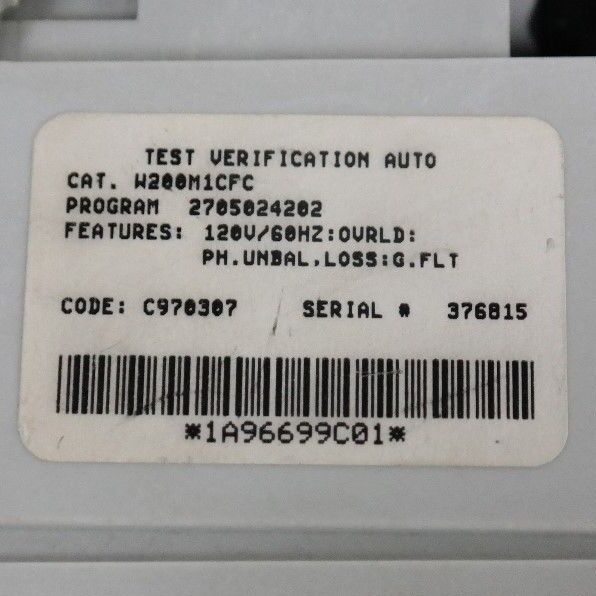 TEST VERIFICATION AUTO
CAT. W200M1CFC
PROGRAM 2705024202
FEATURES: 120V/60HZ:OVRLD:
PH.UNBAL.LOSS:G.FLT
CODE: C970307 SERIAL # 376815
*1A96699C01*